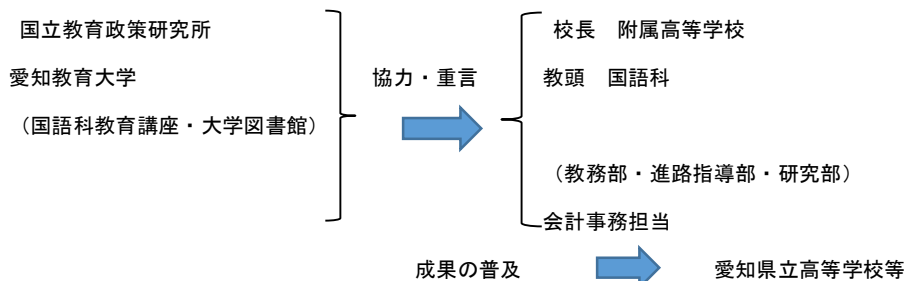 国立教育政策研究所
愛知教育大学
（国語科教育講座・大学図書館）
協力・重言
校長　附属高等学校
教頭　国語科
（教務部・進路指導部・研究部）
会計事務担当
成果の普及
愛知県立高等学校等